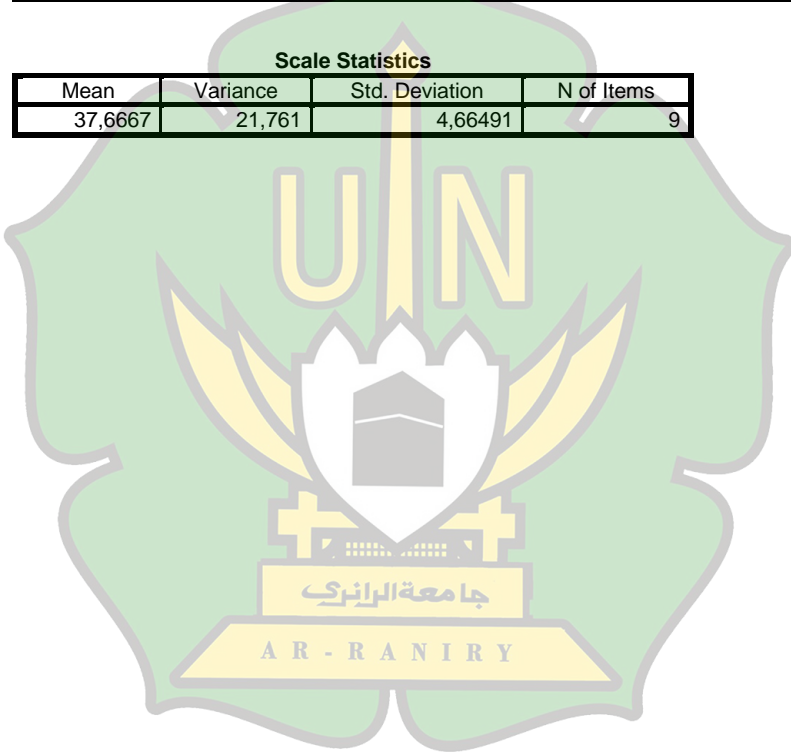 Scale Statistics
Mean Variance Std. Deviation N of Items
37,6667 21,761 4,66491 9
UIN
جامعة الرانري
AR-RANIRY